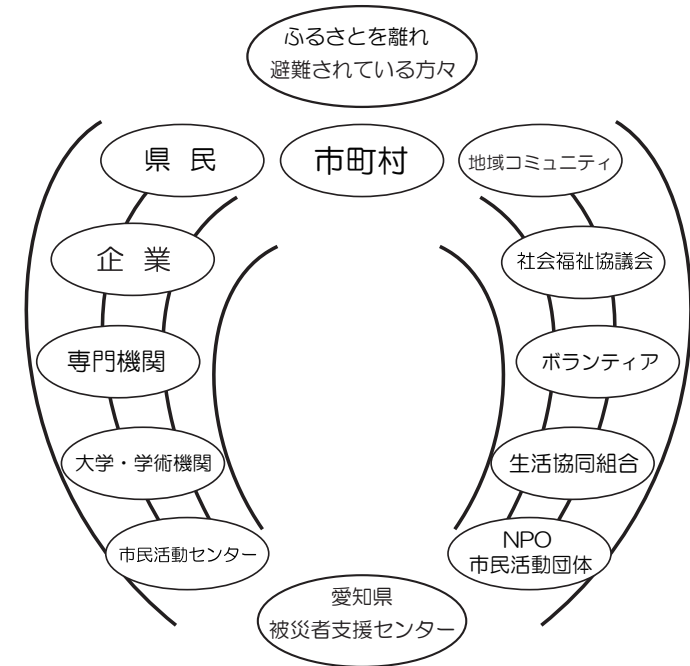 ふるさとを離れ
避難されている方々
県 民
市町村
地域コミュニティ
企 業
社会福祉協議会
専門機関
ボランティア
大学・学術機関
生活協同組合
市民活動センター
NPO
市民活動団体
愛知県
被災者支援センター